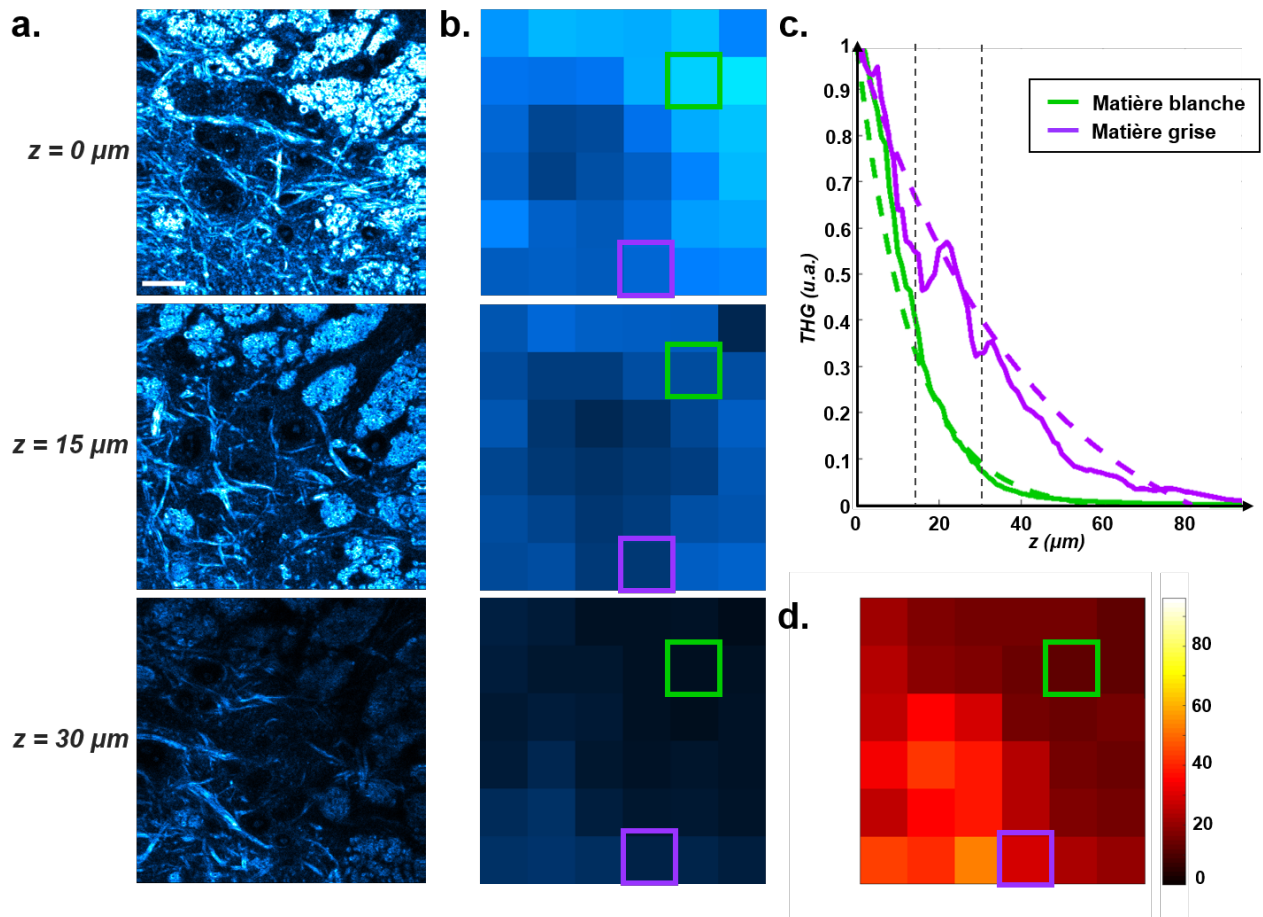 a.
b.
c.
z = 0 µm
z = 15 µm
z = 30 µm
1
0.9
0.8
0.7
0.6
0.5
0.4
0.3
0.2
0.1
0
THG (u.a.)
0
20
40
60
80
z (µm)
Matière blanche
Matière grise
d.
80
60
40
20
0